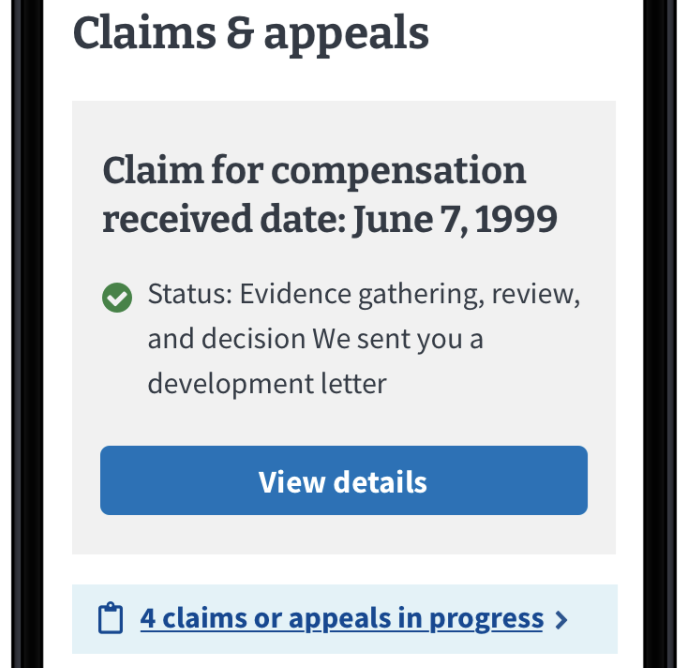 Claims & appeals
Claim for compensation
received date: June 7, 1999
Status: Evidence gathering, review,
and decision We sent you a
development letter
View details
4 claims or appeals in progress